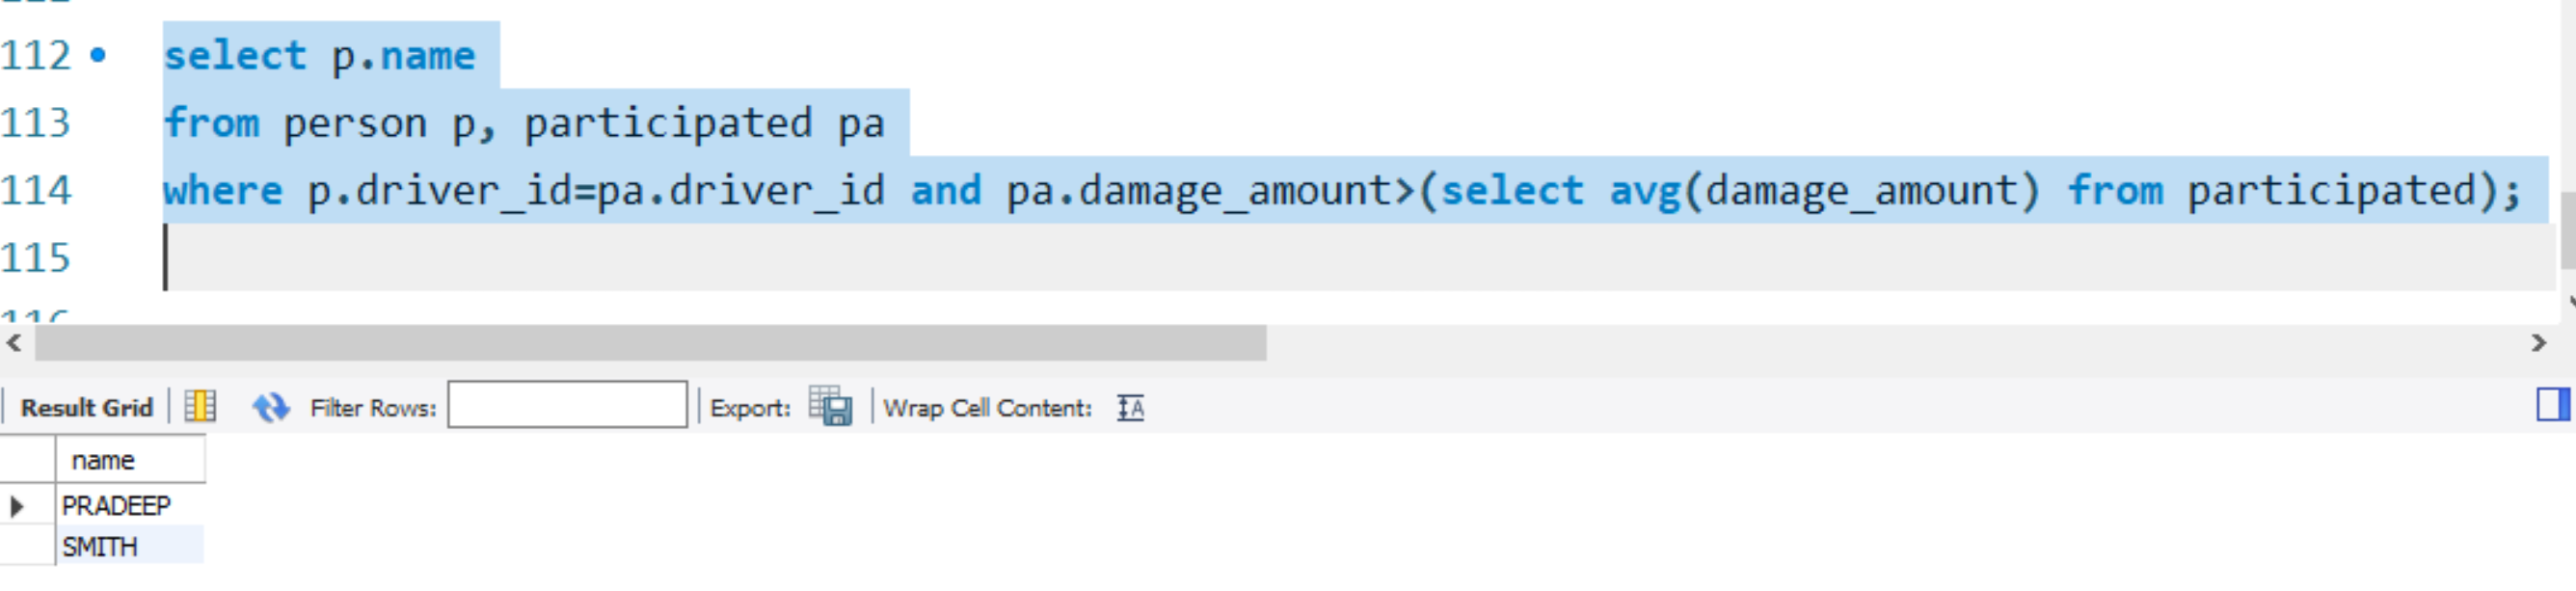 112 select p.name
113 from person p, participated pa
114 where p.driver_id=pa.driver_id and pa.damage_amount>(select avg(damage_amount) from participated);
115
Result Grid Filter Rows: Export: Wrap Cell Content:
name
PRADEEP
SMITH